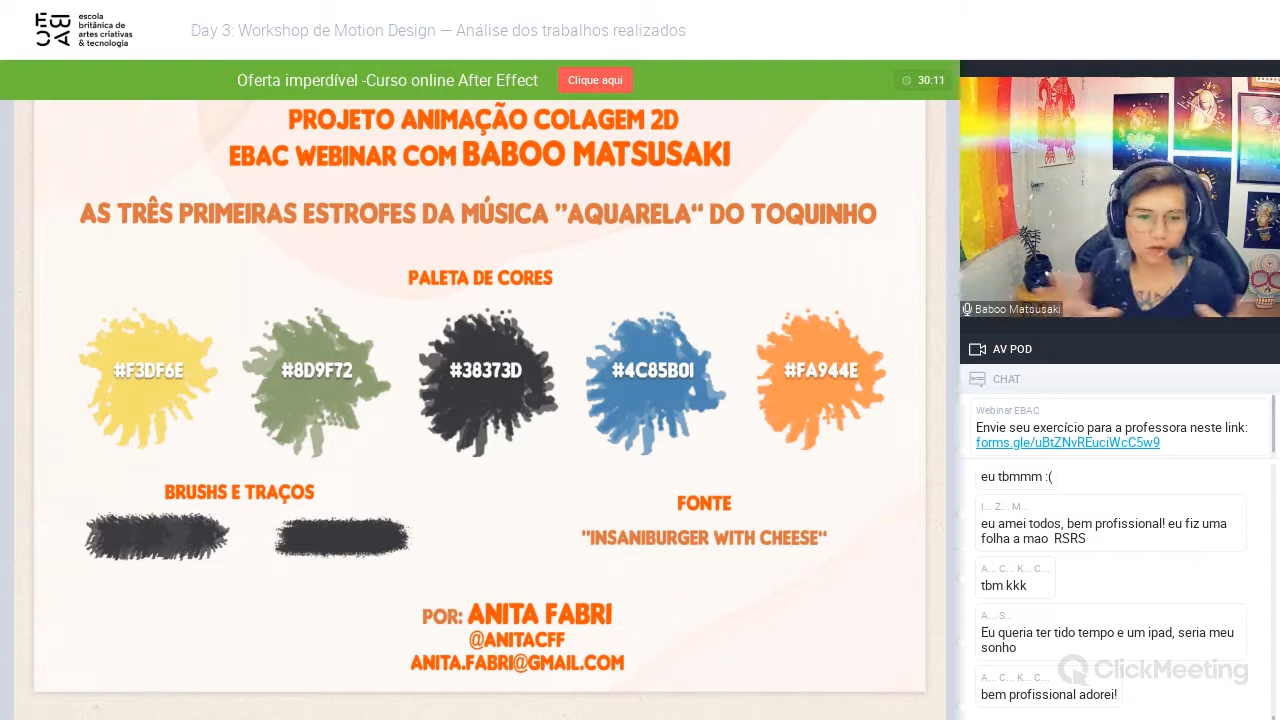 EBAC
escola
britânica de
artes criativas
& tecnologia
Day 3: Workshop de Motion Design — Análise dos trabalhos realizados
Oferta imperdível -Curso online After Effect
Clique aqui
30:11
PROJETO ANIMAÇÃO COLAGEM 2D
EBAC WEBINAR COM BABOO MATSUSAKI
AS TRÊS PRIMEIRAS ESTROFES DA MÚSICA "AQUARELA" DO TOQUINHO
PALETA DE CORES
#F3DF6E
#8D9F72
#38373D
#4C85B01
#FA944E
BRUSHS E TRAÇOS
FONTE
"INSANIBURGER WITH CHEESE"
POR: ANITA FABRI
@ANITACFF
ANITA.FABRI@GMAIL.COM
Baboo Matsusaki
AV POD
CHAT
Webinar EBAC
Envie seu exercício para a professora neste link:
forms.gle/uBtZNvREuciWcC5w9
eu tbmmm :(
I... Z... M...
eu amei todos, bem profissional! eu fiz uma
folha a mao RSRS
A... C... K... C...
tbm kkk
A... S...
Eu queria ter tido tempo e um ipad, seria meu
sonho
A... C... K... C...
bem profissional adorei!
ClickMeeting